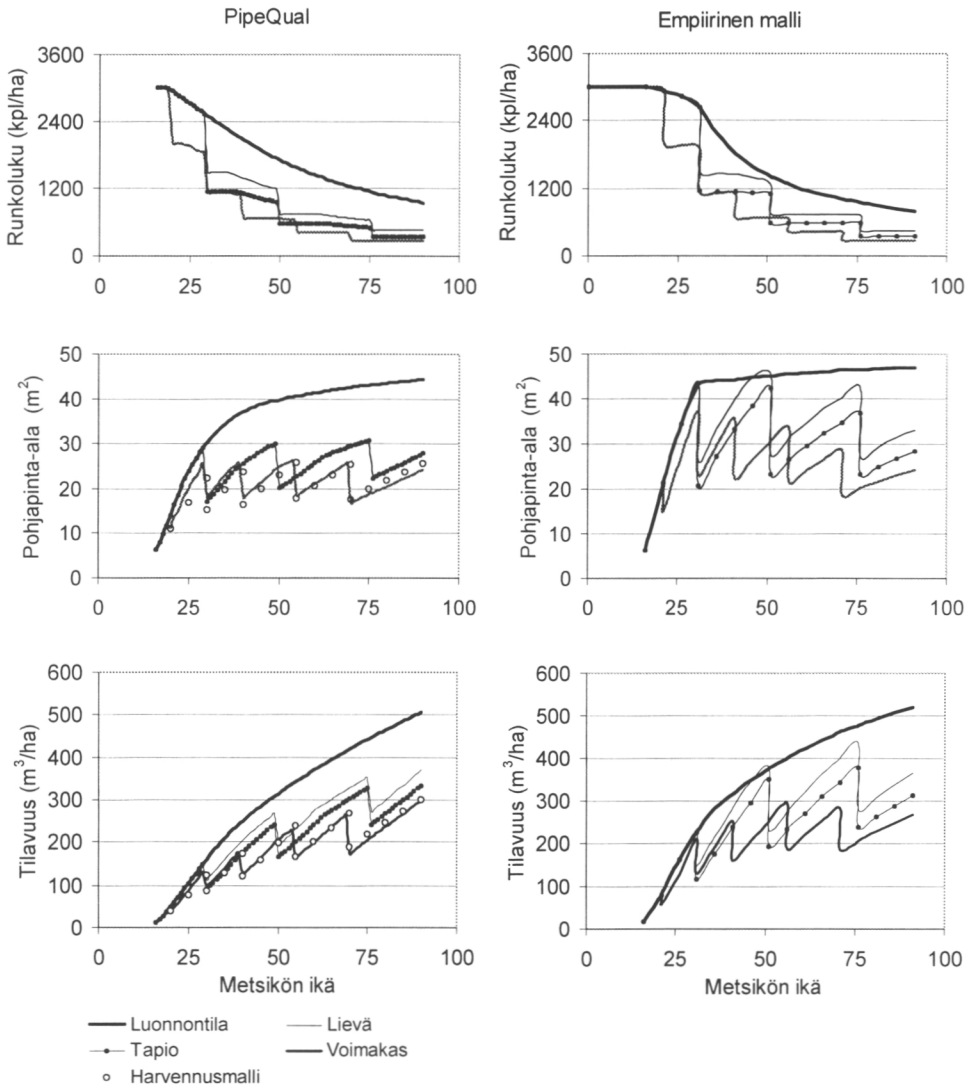 PipeQual
Empiirinen malli
Runkoluku (kpl/ha)
3600
2400
1200
0
0 25 50 75 100
Runkoluku (kpl/ha)
3600
2400
1200
0
0 25 50 75 100
Pohjapinta-ala (m²)
50
40
30
20
10
0
0 25 50 75 100
Pohjapinta-ala (m²)
50
40
30
20
10
0
0 25 50 75 100
Tilavuus (m³/ha)
600
500
400
300
200
100
0
0 25 50 75 100
Metsikön ikä
Tilavuus (m³/ha)
600
500
400
300
200
100
0
0 25 50 75 100
Metsikön ikä
Luonnontila
Lievä
Tapio
Voimakas
Harvennusmalli